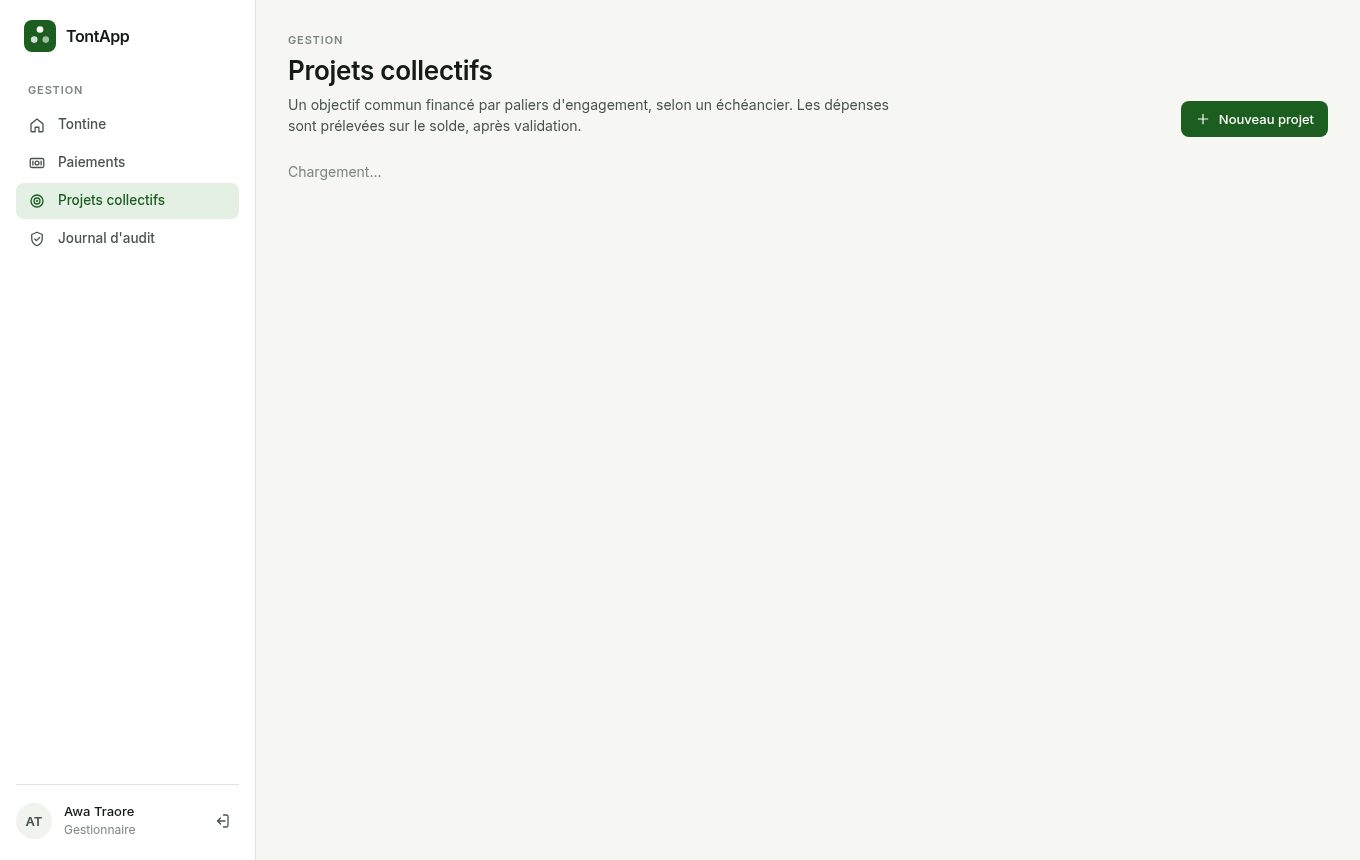 TontApp
GESTION
Tontine
Paiements
Projets collectifs
Journal d'audit
AT
Awa Traore
Gestionnaire
GESTION
Projets collectifs
Un objectif commun financé par paliers d'engagement, selon un échéancier. Les dépenses
sont prélevées sur le solde, après validation.
Nouveau projet
Chargement…